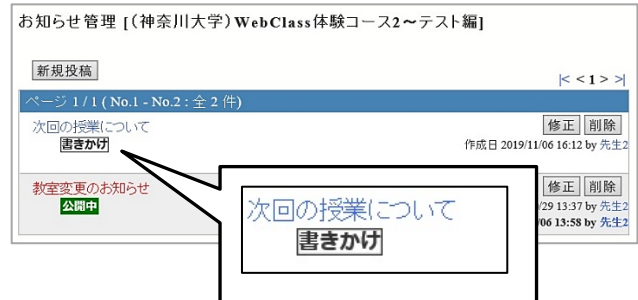 お知らせ管理 [(神奈川大学)WebClass体験コース2～テスト編]
新規投稿
|< < 1 > >|
ページ 1 / 1 ( No.1 - No.2 : 全 2 件)
次回の授業について
修正 削除
書きかけ
作成日 2019/11/06 16:12 by 先生2
教室変更のお知らせ
修正 削除
公開中
/29 13:37 by 先生2
/06 13:58 by 先生2
次回の授業について
書きかけ